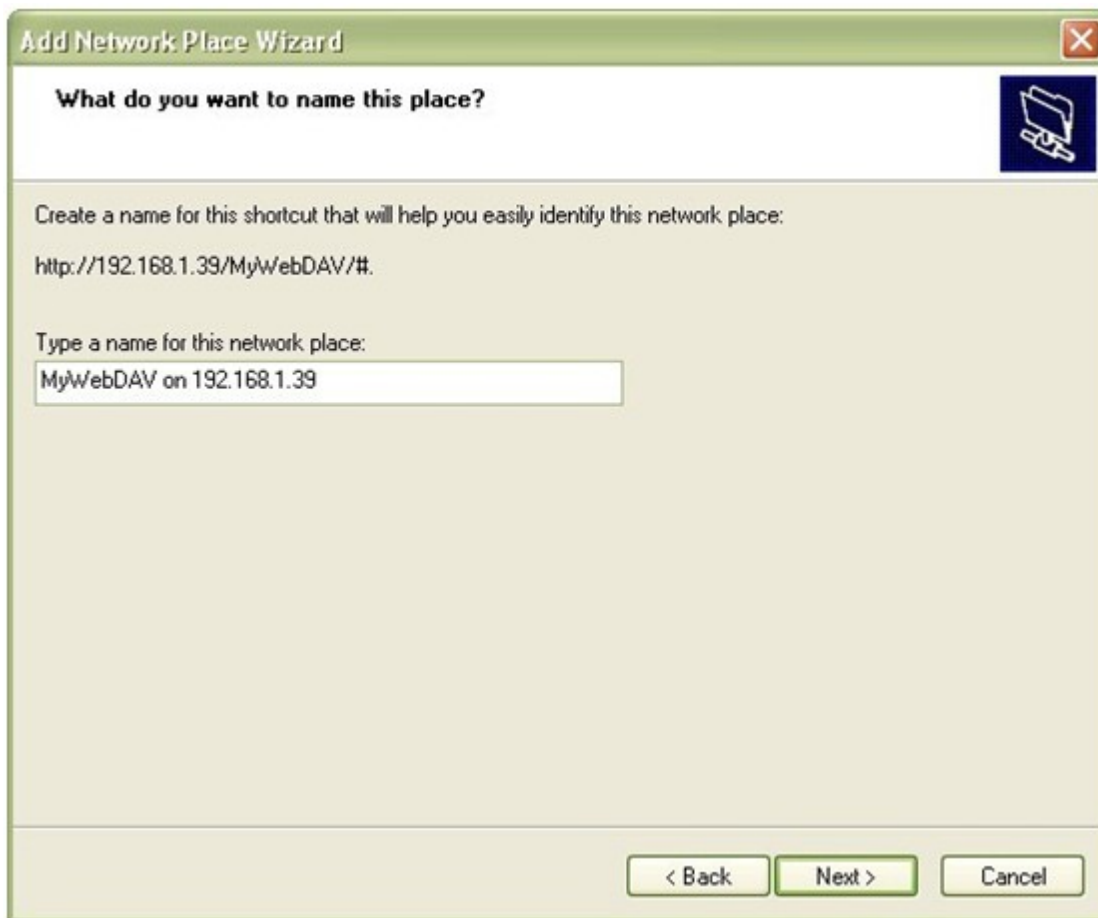 Add Network Place Wizard
What do you want to name this place?
Create a name for this shortcut that will help you easily identify this network place:
http://192.168.1.39/MyWebDAV/#.
Type a name for this network place:
MyWebDAV on 192.168.1.39
< Back Next > Cancel